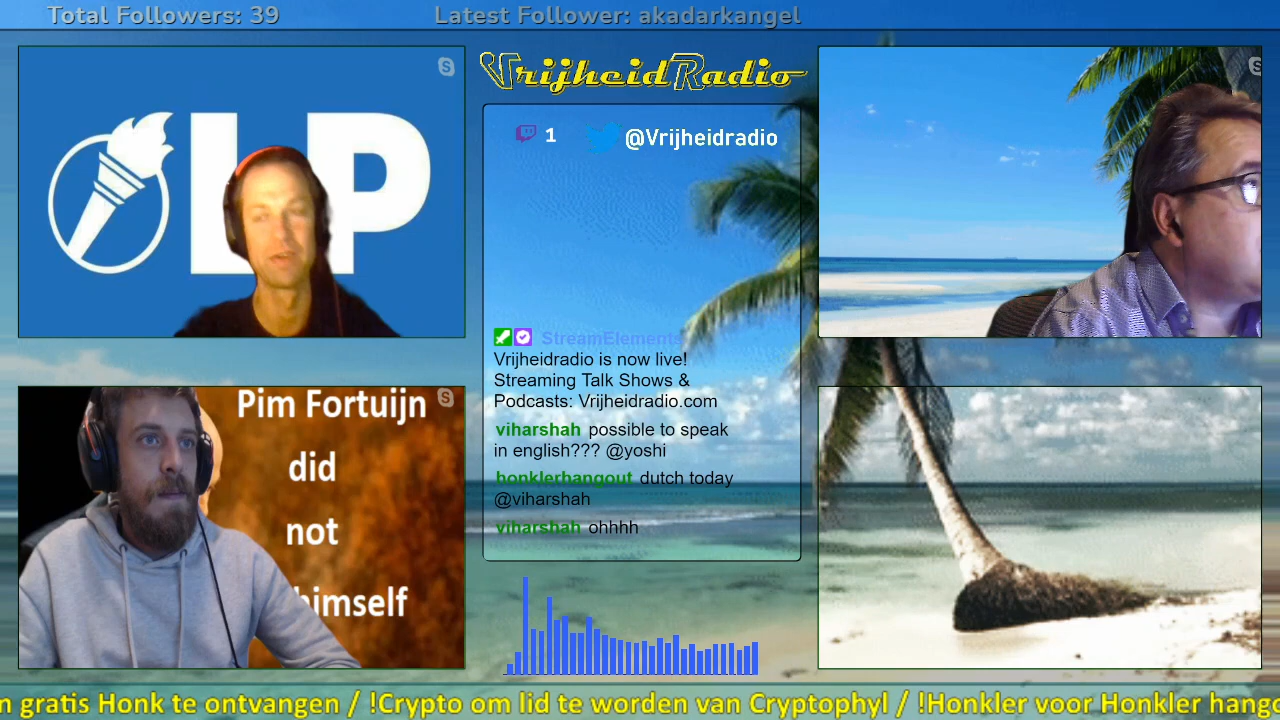 Total Followers: 39
Latest Follower: akadarkangel
LP
VrijheidRadio
1
@Vrijheidradio
StreamElements
Vrijheidradio is now live!
Streaming Talk Shows &
Podcasts: Vrijheidradio.com
viharshah possible to speak
in english??? @yoshi
honklerhangout dutch today
@viharshah
viharshah ohhhh
Pim Fortuijn
did
not
himself
gratis Honk te ontvangen / !Crypto om lid te worden van Cryptophyl / !Honkler voor Honkler